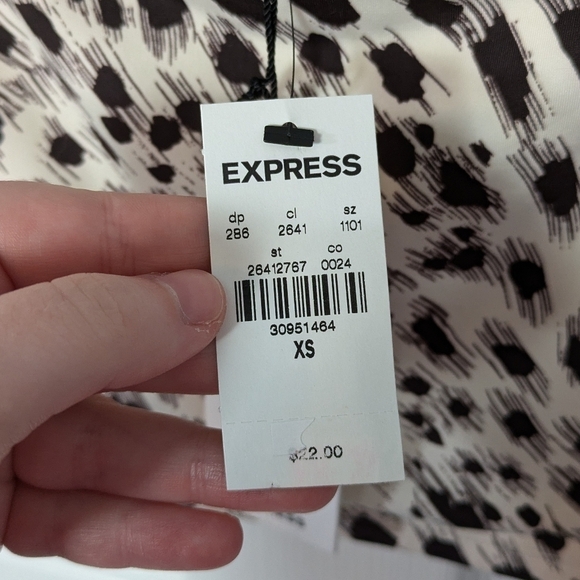 EXPRESS
dp cl sz
286 2641 1101
st co
26412767 0024
30951464
XS
$22.00